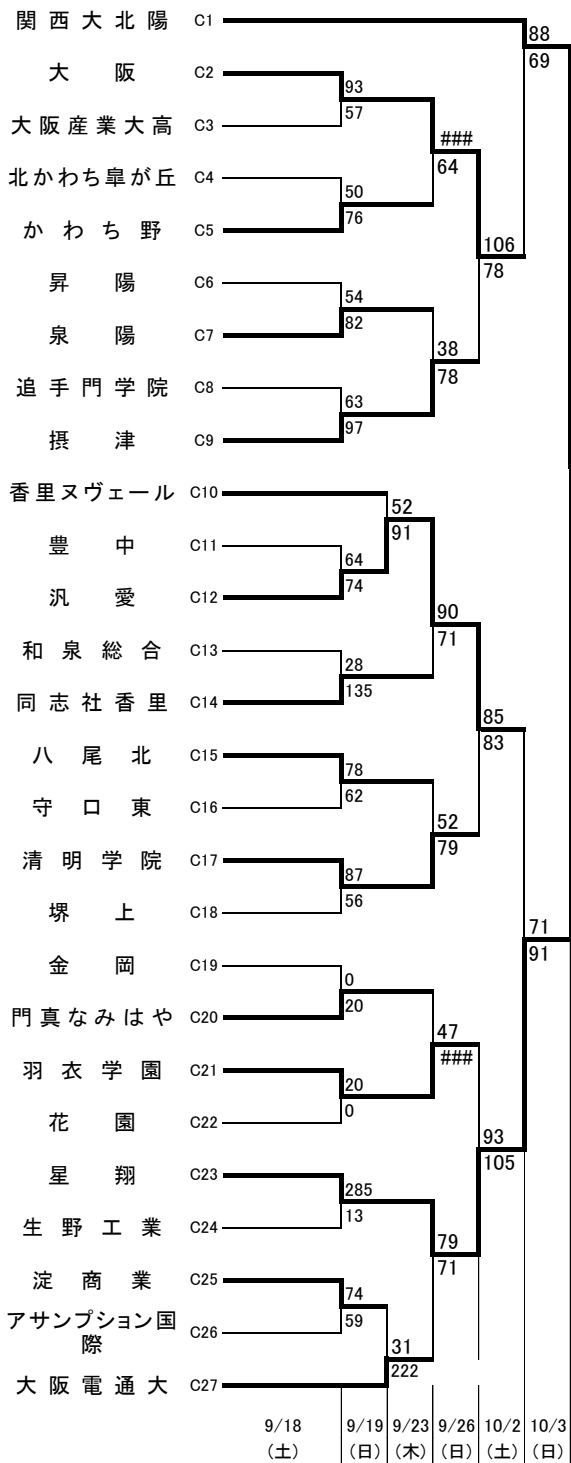 関西大北陽 C1 88
69
大阪 C2 93
57
大阪産業大高 C3 ###
64
北かわち皐が丘 C4 50
76
かわち野 C5 106
78
昇陽 C6 54
82
泉陽 C7 38
78
追手門学院 C8 63
97
摂津 C9
香里ヌヴェール C10 52
91
豊中 C11 64
74
汎愛 C12 90
71
和泉総合 C13 28
135
同志社香里 C14 85
83
八尾北 C15 78
62
守口東 C16 52
79
清明学院 C17 87
56
堺上 C18 71
91
金岡 C19 0
20
門真なみはや C20 47
###
羽衣学園 C21 20
0
花園 C22 93
105
星翔 C23 285
13
生野工業 C24 79
71
淀商業 C25 74
59
アサンプション国際 C26 31
222
大阪電通大 C27
9/18 9/19 9/23 9/26 10/2 10/3
(土) (日) (木) (日) (土) (日)